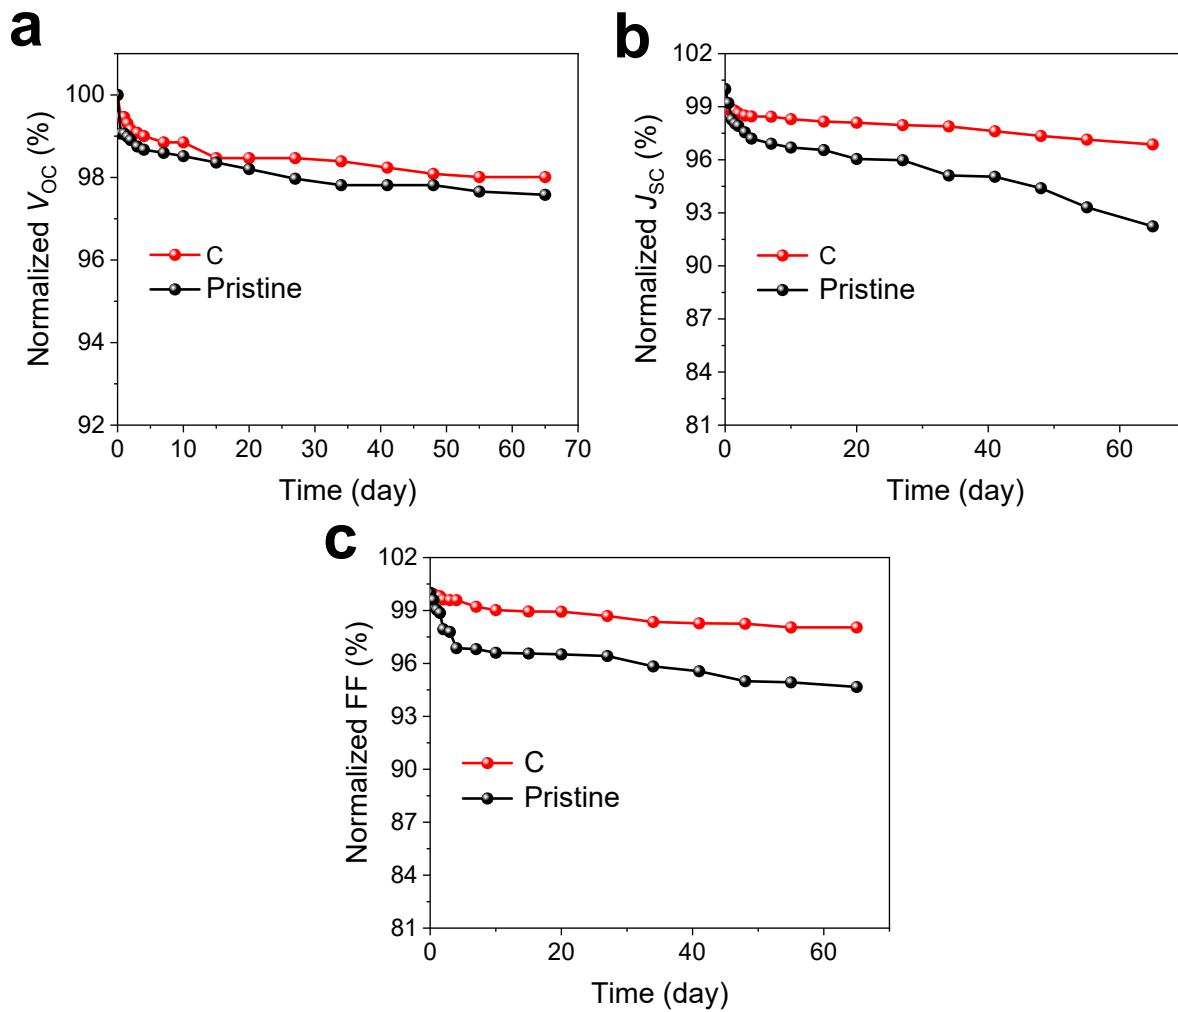 a
100
98
96
94
92
0 10 20 30 40 50 60 70
Normalized VOC (%)
Time (day)
C
Pristine
b
102
99
96
93
90
87
84
81
0 20 40 60
Normalized JSC (%)
Time (day)
C
Pristine
c
102
99
96
93
90
87
84
81
0 20 40 60
Normalized FF (%)
Time (day)
C
Pristine